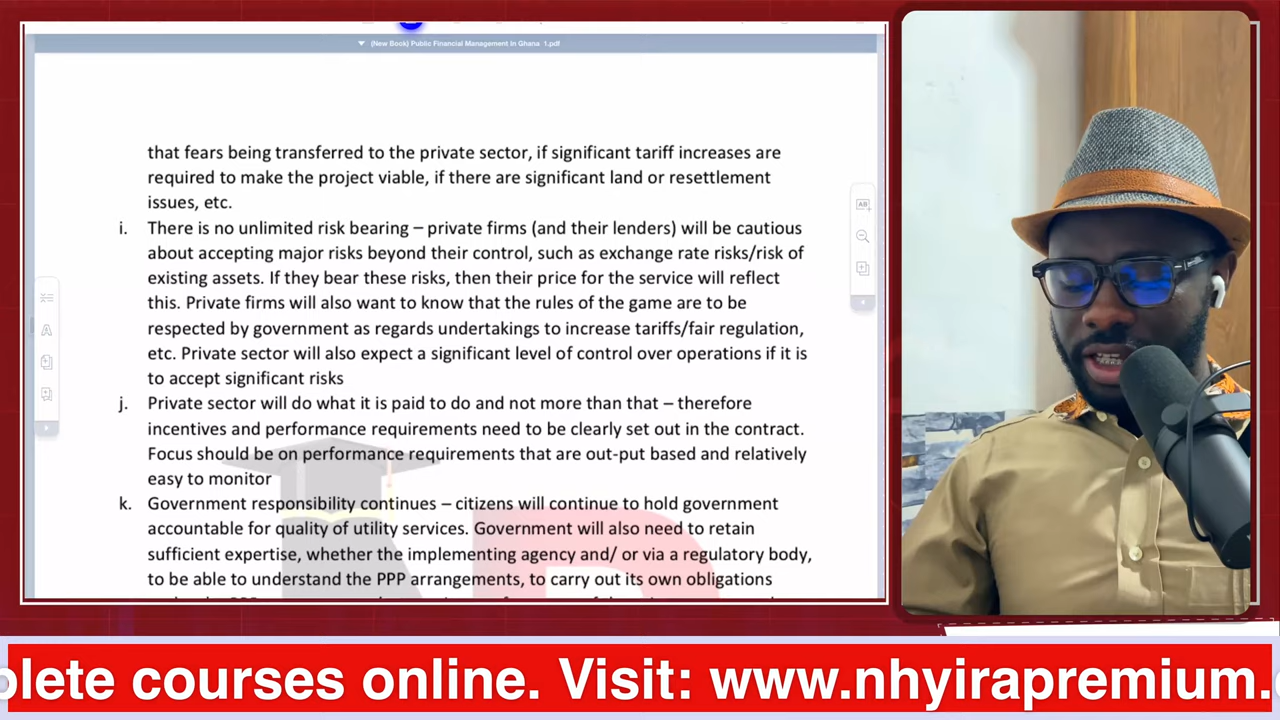 (New Book) Public Financial Management In Ghana 1.pdf
that fears being transferred to the private sector, if significant tariff increases are
required to make the project viable, if there are significant land or resettlement
issues, etc.
i. There is no unlimited risk bearing – private firms (and their lenders) will be cautious
about accepting major risks beyond their control, such as exchange rate risks/risk of
existing assets. If they bear these risks, then their price for the service will reflect
this. Private firms will also want to know that the rules of the game are to be
respected by government as regards undertakings to increase tariffs/fair regulation,
etc. Private sector will also expect a significant level of control over operations if it is
to accept significant risks
j. Private sector will do what it is paid to do and not more than that – therefore
incentives and performance requirements need to be clearly set out in the contract.
Focus should be on performance requirements that are out-put based and relatively
easy to monitor
k. Government responsibility continues – citizens will continue to hold government
accountable for quality of utility services. Government will also need to retain
sufficient expertise, whether the implementing agency and/ or via a regulatory body,
to be able to understand the PPP arrangements, to carry out its own obligations
plete courses online. Visit: www.nhyirapremium.